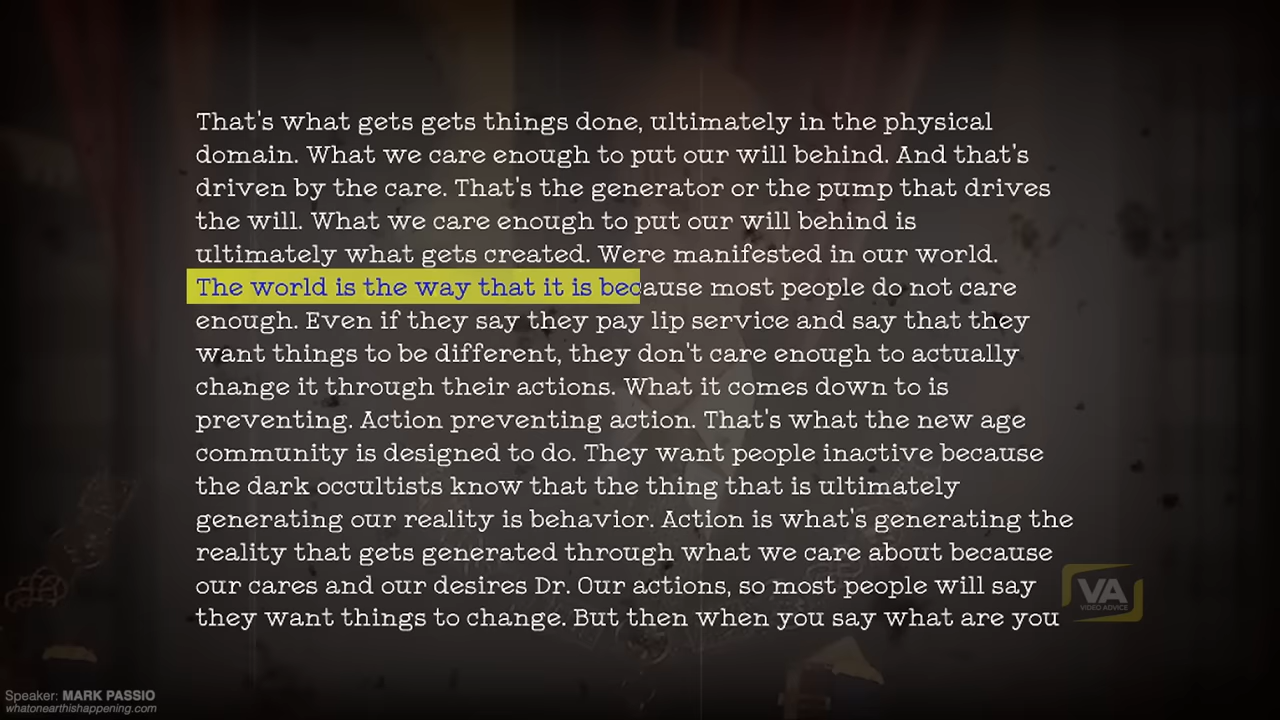 That's what gets gets things done, ultimately in the physical
domain. What we care enough to put our will behind. And that's
driven by the care. That's the generator or the pump that drives
the will. What we care enough to put our will behind is
ultimately what gets created. Were manifested in our world.
The world is the way that it is because most people do not care
enough. Even if they say they pay lip service and say that they
want things to be different, they don't care enough to actually
change it through their actions. What it comes down to is
preventing. Action preventing action. That's what the new age
community is designed to do. They want people inactive because
the dark occultists know that the thing that is ultimately
generating our reality is behavior. Action is what's generating the
reality that gets generated through what we care about because
our cares and our desires Dr. Our actions, so most people will say
they want things to change. But then when you say what are you
VA
VIDEO ADVICE
Speaker: MARK PASSIO
whatonearthishappening.com